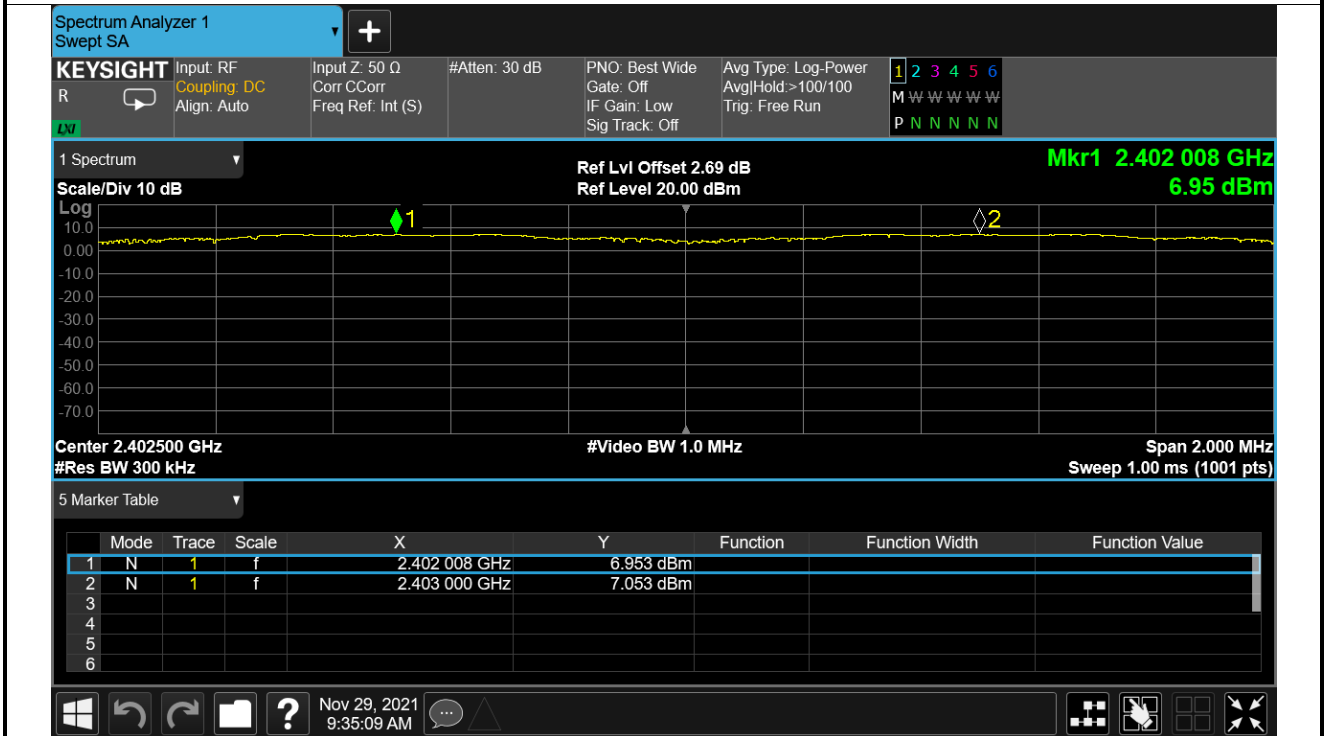 Spectrum Analyzer 1
Swept SA
+
KEYSIGHT Input: RF Input Z: 50 Ω #Atten: 30 dB PNO: Best Wide Avg Type: Log-Power 1 2 3 4 5 6
R Coupling: DC Corr CCorr Gate: Off Avg|Hold:>100/100 M W W W W W
Align: Auto Freq Ref: Int (S) IF Gain: Low Trig: Free Run
LXI Sig Track: Off P N N N N N N
1 Spectrum Ref Lvl Offset 2.69 dB Mkr1 2.402 008 GHz
Scale/Div 10 dB Ref Level 20.00 dBm 6.95 dBm
Log
1 2
10.0
0.00
-10.0
-20.0
-30.0
-40.0
-50.0
-60.0
-70.0
Center 2.402500 GHz #Video BW 1.0 MHz Span 2.000 MHz
#Res BW 300 kHz Sweep 1.00 ms (1001 pts)
5 Marker Table
Mode Trace Scale X Y Function Function Width Function Value
1 N 1 f 2.402 008 GHz 6.953 dBm
2 N 1 f 2.403 000 GHz 7.053 dBm
3
4
5
6
? Nov 29, 2021
9:35:09 AM